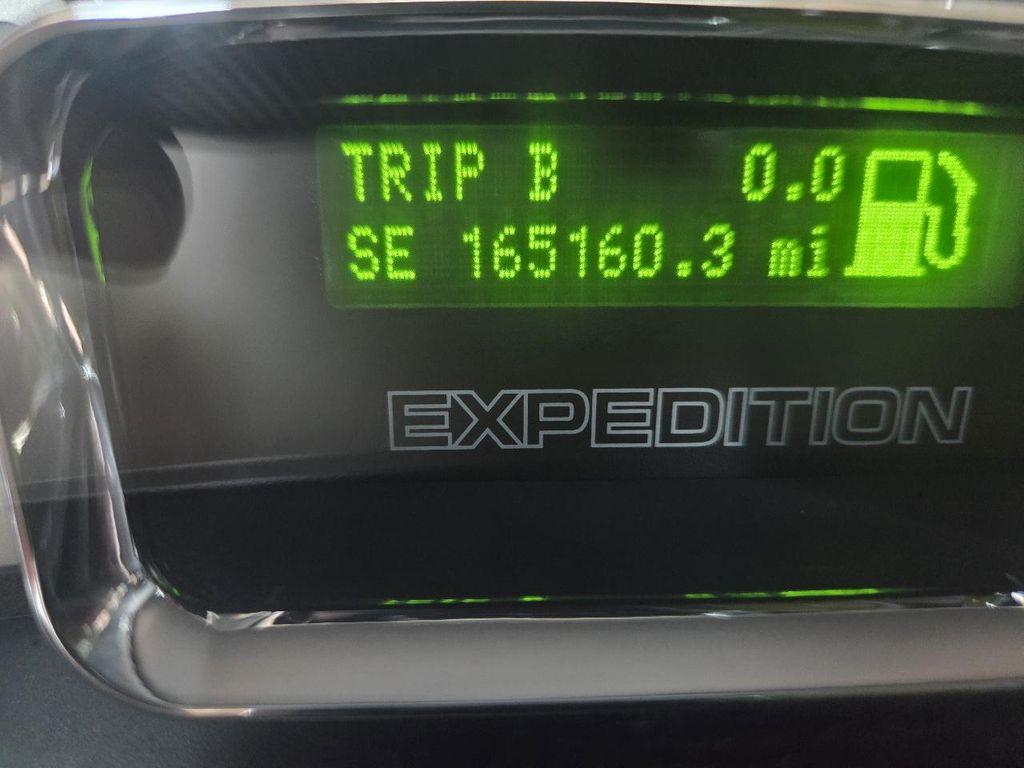 TRIP B 0.0
SE 165160.3 mi
EXPEDITION